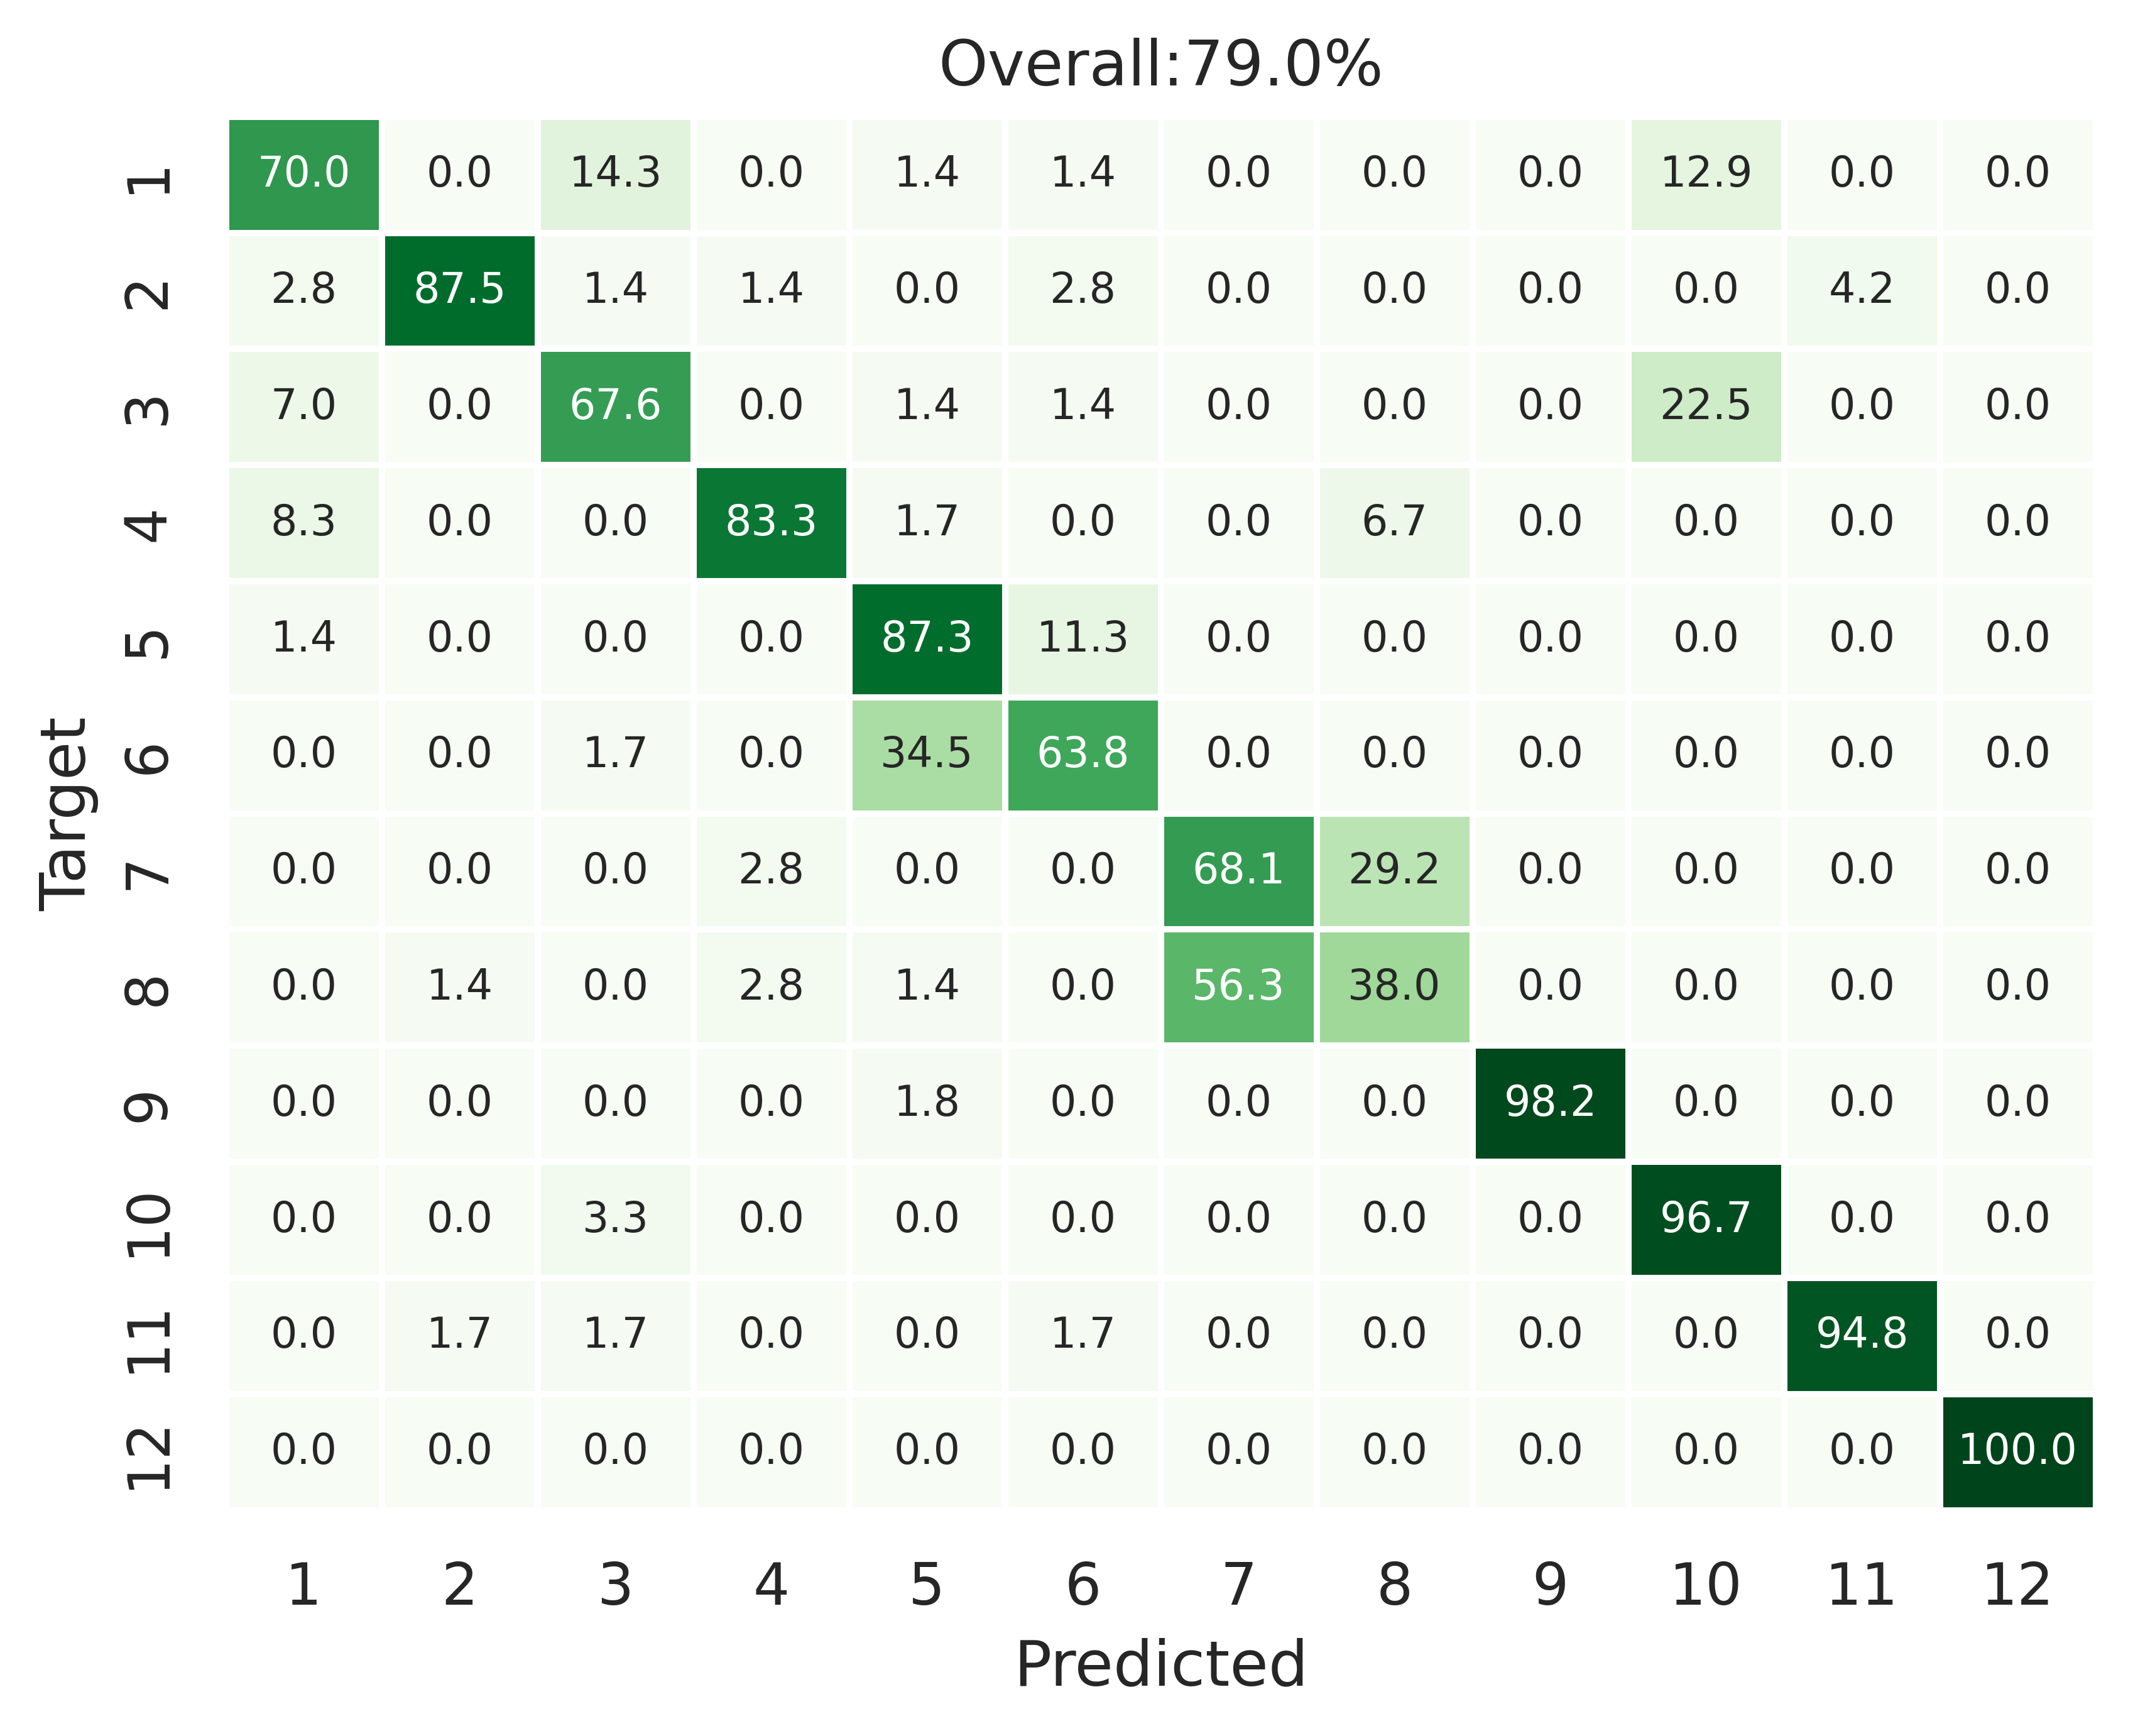 Overall:79.0%
1 70.0 0.0 14.3 0.0 1.4 1.4 0.0 0.0 0.0 12.9 0.0 0.0
2 2.8 87.5 1.4 1.4 0.0 2.8 0.0 0.0 0.0 0.0 4.2 0.0
3 7.0 0.0 67.6 0.0 1.4 1.4 0.0 0.0 0.0 22.5 0.0 0.0
4 8.3 0.0 0.0 83.3 1.7 0.0 0.0 6.7 0.0 0.0 0.0 0.0
5 1.4 0.0 0.0 0.0 87.3 11.3 0.0 0.0 0.0 0.0 0.0 0.0
6 0.0 0.0 1.7 0.0 34.5 63.8 0.0 0.0 0.0 0.0 0.0 0.0
7 0.0 0.0 0.0 2.8 0.0 0.0 68.1 29.2 0.0 0.0 0.0 0.0
8 0.0 1.4 0.0 2.8 1.4 0.0 56.3 38.0 0.0 0.0 0.0 0.0
9 0.0 0.0 0.0 0.0 1.8 0.0 0.0 0.0 98.2 0.0 0.0 0.0
10 0.0 0.0 3.3 0.0 0.0 0.0 0.0 0.0 0.0 96.7 0.0 0.0
11 0.0 1.7 1.7 0.0 0.0 1.7 0.0 0.0 0.0 0.0 94.8 0.0
12 0.0 0.0 0.0 0.0 0.0 0.0 0.0 0.0 0.0 0.0 0.0 100.0
Target
1 2 3 4 5 6 7 8 9 10 11 12
Predicted